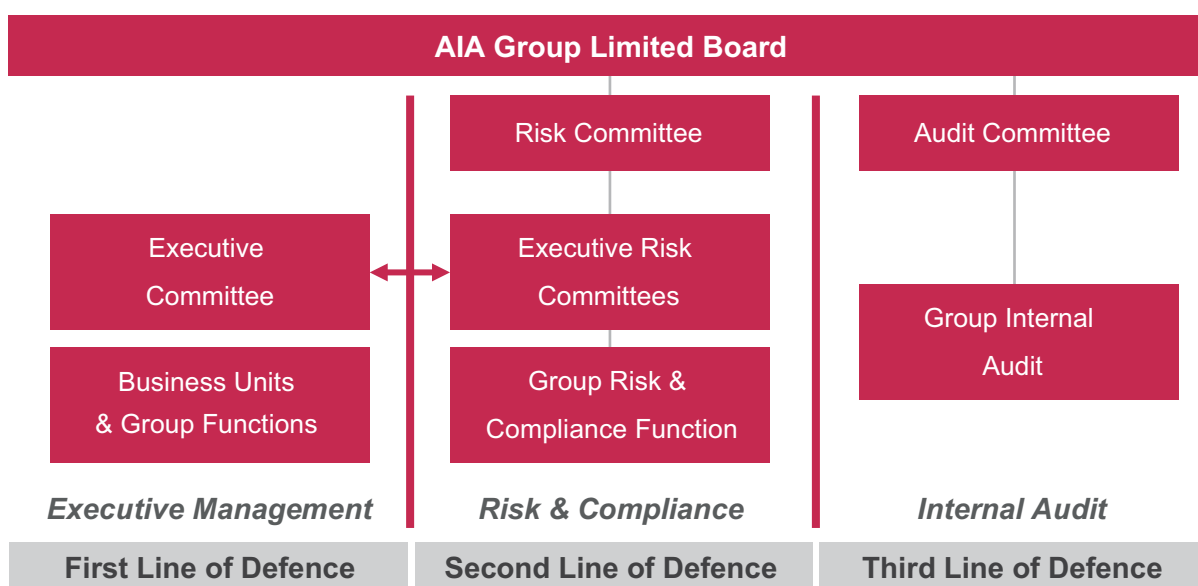 AIA Group Limited Board
Risk Committee
Audit Committee
Executive
Committee
Executive Risk
Committees
Group Internal
Audit
Business Units
& Group Functions
Group Risk &
Compliance Function
Executive Management
Risk & Compliance
Internal Audit
First Line of Defence
Second Line of Defence
Third Line of Defence